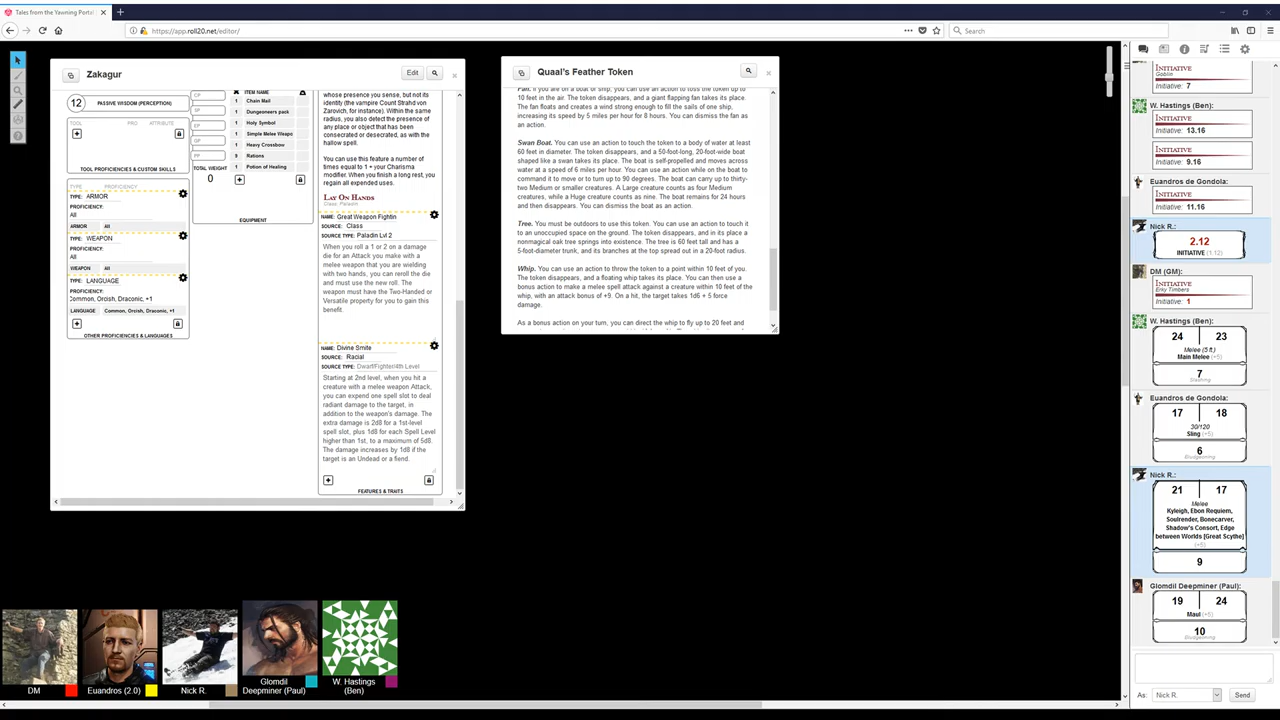 Tales from the Yawning Porta
https://app.roll20.net/editor/
Search
Zakagur
Edit
12
PASSIVE WISDOM (PERCEPTION)
TOOL PRO ATTRIBUTE
TOOL PROFICIENCIES & CUSTOM SKILLS
TYPE PROFICIENCY
TYPE: ARMOR
PROFICIENCY:
All
ARMOR All
TYPE: WEAPON
PROFICIENCY:
All
WEAPON All
TYPE: LANGUAGE
PROFICIENCY:
Common, Orcish, Draconic, +1
LANGUAGE Common, Orcish, Draconic, +1
OTHER PROFICIENCIES & LANGUAGES
CP
SP
EP
GP
PP
TOTAL WEIGHT
0
ITEM NAME
1 Chain Mail
1 Dungeoneers pack
1 Holy Symbol
1 Simple Melee Weapo
1 Heavy Crossbow
9 Rations
1 Potion of Healing
EQUIPMENT
whose presence you sense, but not its
identity (the vampire Count Strahd von
Zarovich, for instance). Within the same
radius, you also detect the presence of
any place or object that has been
consecrated or desecrated, as with the
hallow spell.
You can use this feature a number of
times equal to 1 + your Charisma
modifier. When you finish a long rest, you
regain all expended uses.
LAY ON HANDS
Class: Paladin
NAME: Great Weapon Fightin
SOURCE: Class
SOURCE TYPE: Paladin Lvl 2
When you roll a 1 or 2 on a damage
die for an Attack you make with a
melee weapon that you are wielding
with two hands, you can reroll the die
and must use the new roll. The
weapon must have the Two-Handed or
Versatile property for you to gain this
benefit.
NAME: Divine Smite
SOURCE: Racial
SOURCE TYPE: Dwarf/Fighter/4th Level
Starting at 2nd level, when you hit a
creature with a melee weapon Attack,
you can expend one spell slot to deal
radiant damage to the target, in
addition to the weapon's damage. The
extra damage is 2d8 for a 1st-level
spell slot, plus 1d8 for each Spell Level
higher than 1st, to a maximum of 5d8.
The damage increases by 1d8 if the
target is an Undead or a fiend.
FEATURES & TRAITS
Quaal's Feather Token
Fan. If you are on a boat or ship, you can use an action to toss the token up to
10 feet in the air. The token disappears, and a giant flapping fan takes its place.
The fan floats and creates a wind strong enough to fill the sails of one ship,
increasing its speed by 5 miles per hour for 8 hours. You can dismiss the fan as
an action.
Swan Boat. You can use an action to touch the token to a body of water at least
60 feet in diameter. The token disappears, and a 50-foot-long, 20-foot-wide boat
shaped like a swan takes its place. The boat is self-propelled and moves across
water at a speed of 6 miles per hour. You can use an action while on the boat to
command it to move or to turn up to 90 degrees. The boat can carry up to thirty-
two Medium or smaller creatures. A Large creature counts as four Medium
creatures, while a Huge creature counts as nine. The boat remains for 24 hours
and then disappears. You can dismiss the boat as an action.
Tree. You must be outdoors to use this token. You can use an action to touch it
to an unoccupied space on the ground. The token disappears, and in its place a
nonmagical oak tree springs into existence. The tree is 60 feet tall and has a
5-foot-diameter trunk, and its branches at the top spread out in a 20-foot radius.
Whip. You can use an action to throw the token to a point within 10 feet of you.
The token disappears, and a floating whip takes its place. You can then use a
bonus action to make a melee spell attack against a creature within 10 feet of the
whip, with an attack bonus of +9. On a hit, the target takes 1d6 + 5 force
damage.
As a bonus action on your turn, you can direct the whip to fly up to 20 feet and
INITIATIVE
Goblin
Initiative: 7
W. Hastings (Ben):
INITIATIVE
Initiative: 13.16
INITIATIVE
Initiative: 9.16
Euandros de Gondola:
INITIATIVE
Initiative: 11.16
Nick R.:
2.12
INITIATIVE (1.12)
DM (GM):
INITIATIVE
Erky Timbers
Initiative: 1
W. Hastings (Ben):
24 23
Melee (5 ft)
Main Melee (+5)
7
Slashing
Euandros de Gondola:
17 18
30/120
Sling (+5)
6
Bludgeoning
Nick R.:
21 17
Melee
Kyleigh, Ebon Requiem,
Soulrender, Bonecarver,
Shadow's Consort, Edge
between Worlds [Great Scythe]
(+5)
9
Glomdil Deepminer (Paul):
19 24
Maul (+5)
10
Bludgeoning
As: Nick R.
Send
DM
Euandros (2.0)
Nick R.
Glomdil
Deepminer (Paul)
W. Hastings
(Ben)